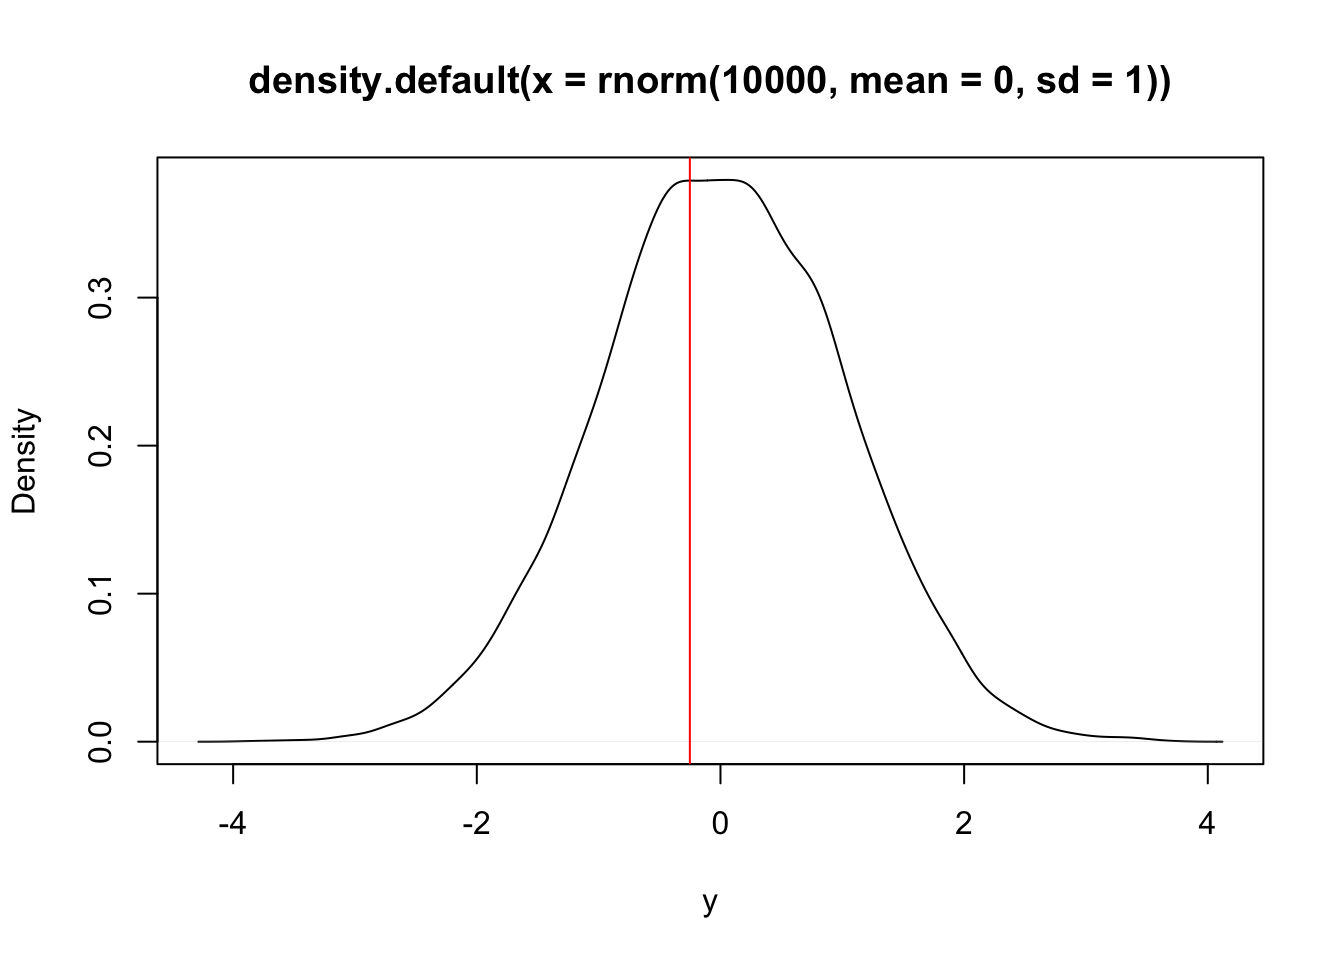 density.default(x = rnorm(10000, mean = 0, sd = 1))
Density
0.3
0.2
0.1
0.0
-4 -2 0 2 4
y